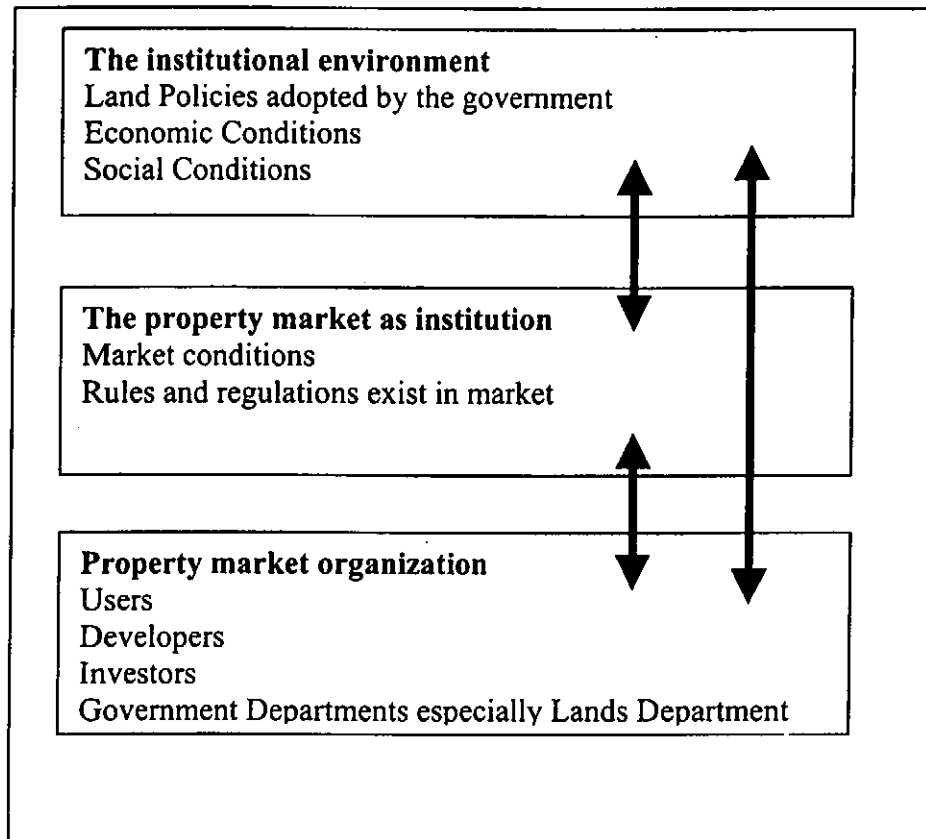 The institutional environment
Land Policies adopted by the government
Economic Conditions
Social Conditions
The property market as institution
Market conditions
Rules and regulations exist in market
Property market organization
Users
Developers
Investors
Government Departments especially Lands Department